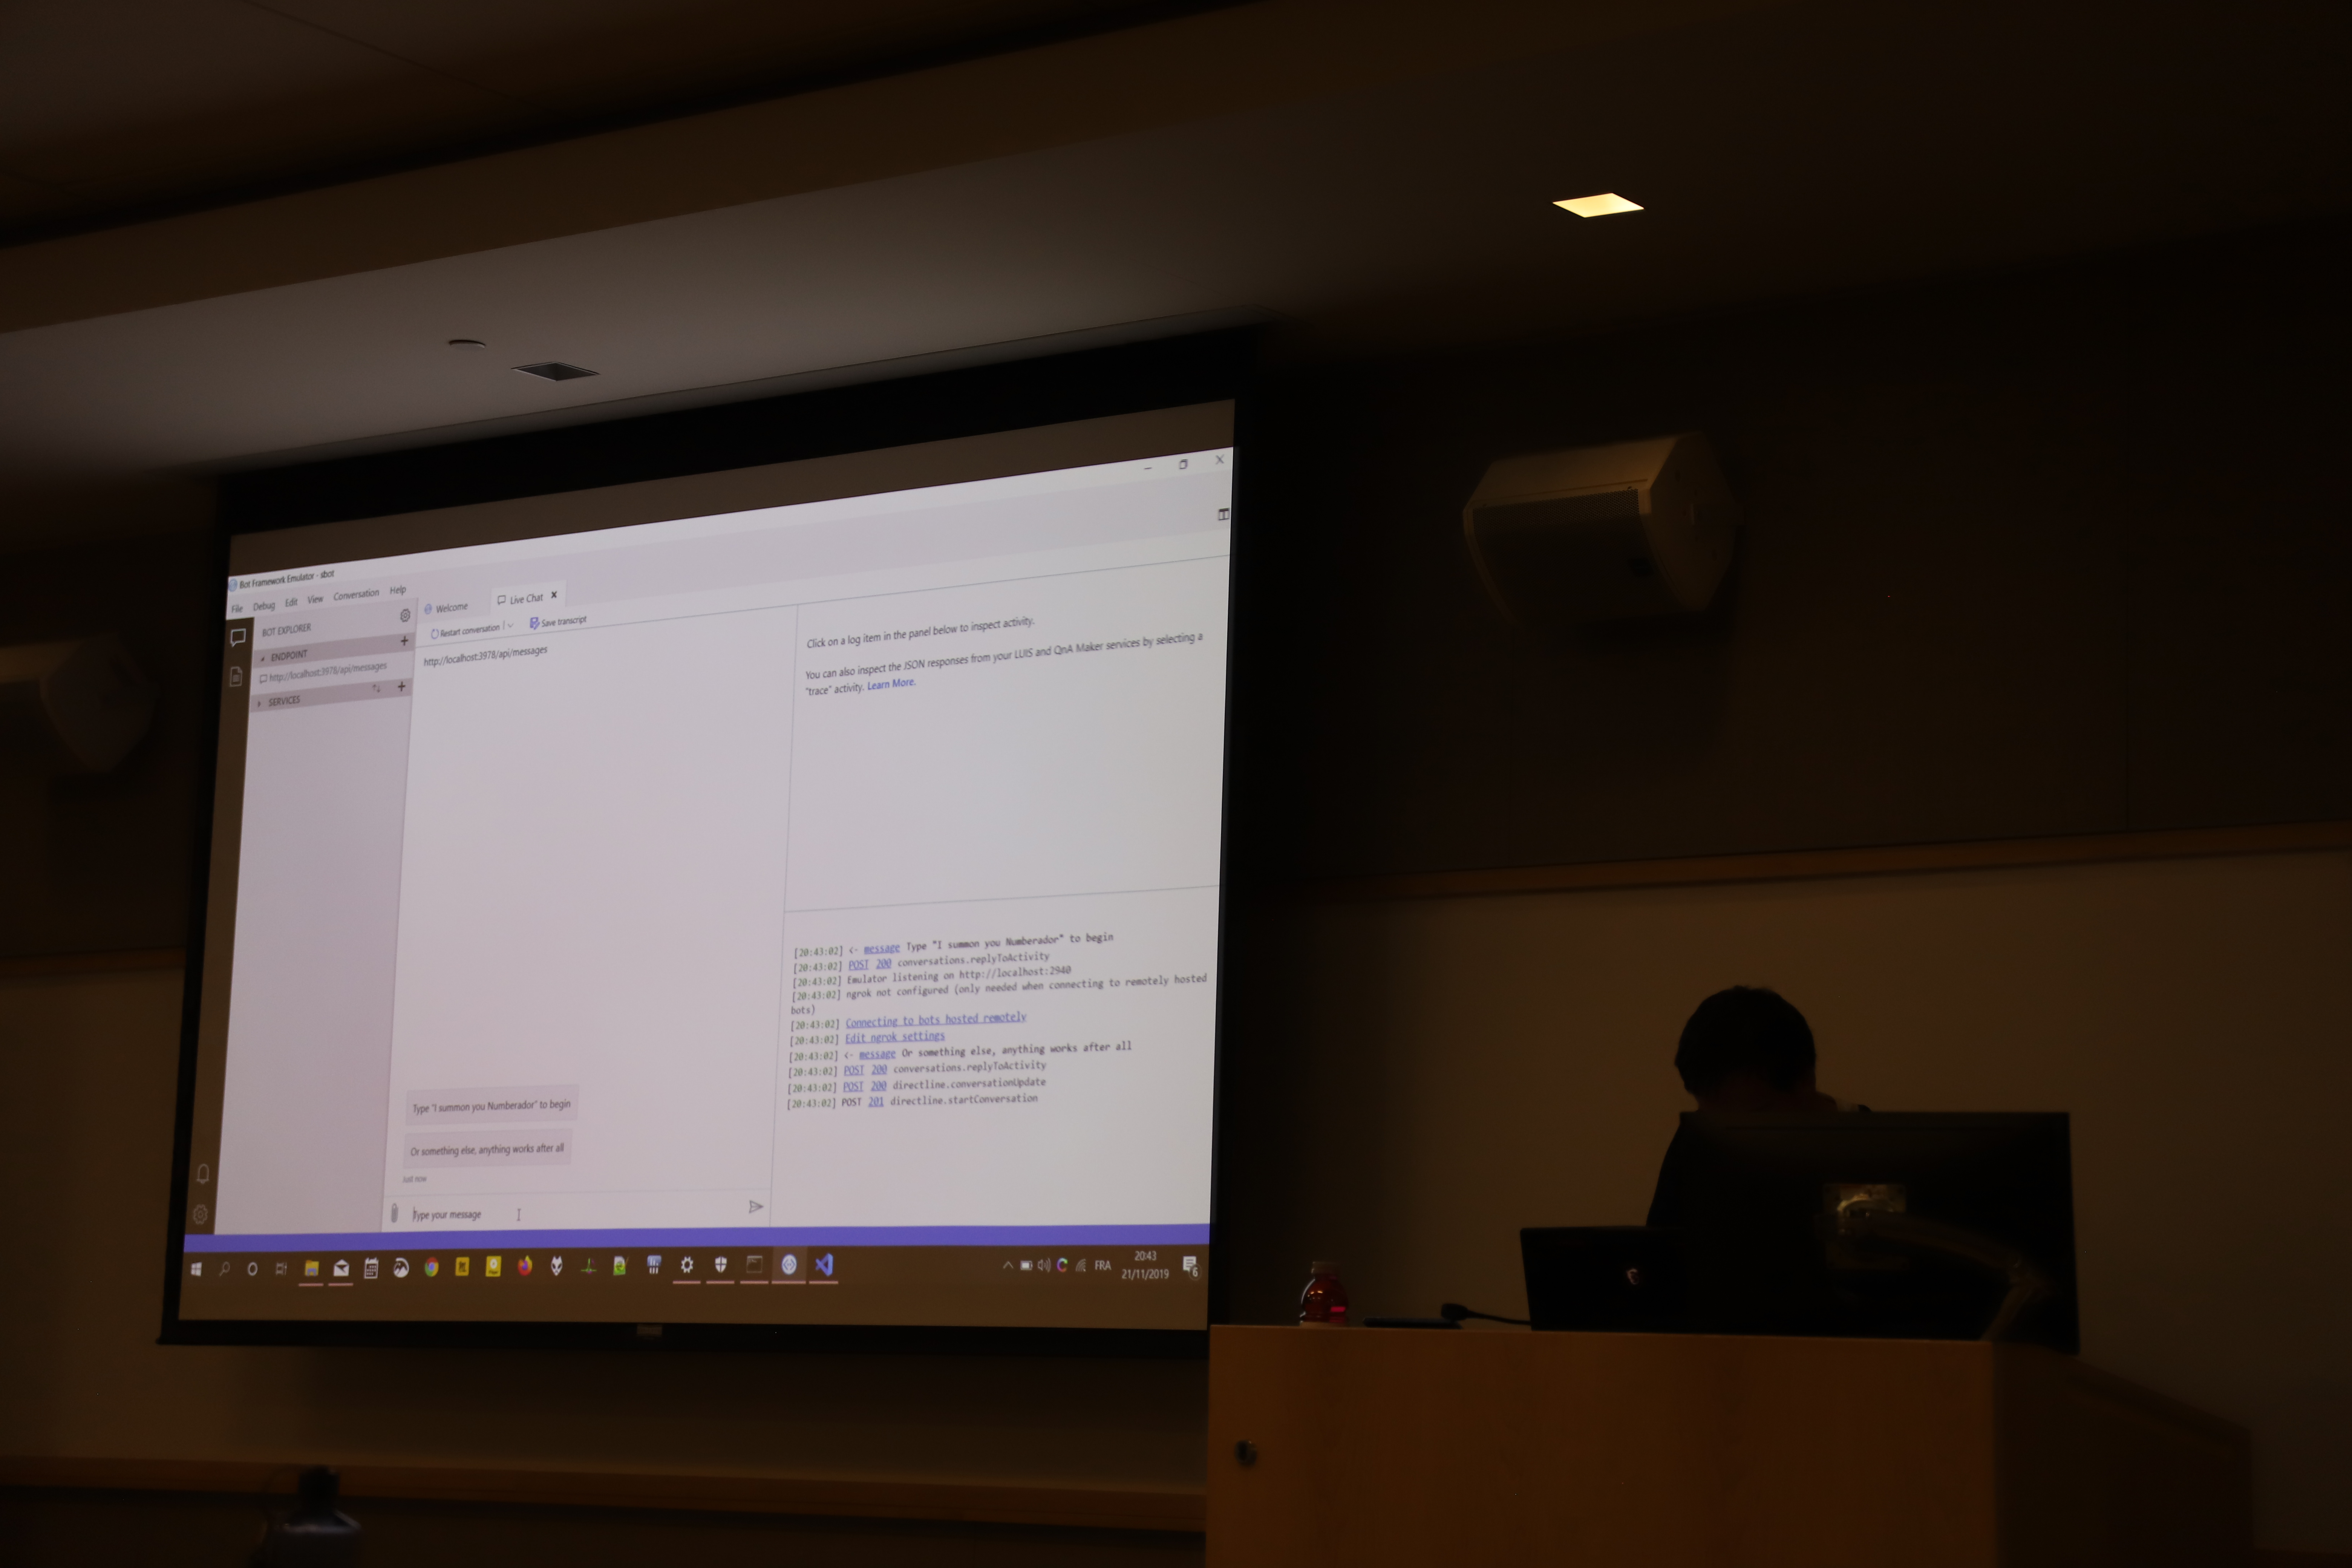 Bot Framework Emulator - sbot
File Debug Edit View Conversation Help
BOT EXPLORER
ENDPOINT
http://localhost:3978/api/messages
SERVICES
Welcome
Live Chat
Restart conversation
Save transcript
http://localhost:3978/api/messages
Type "I summon you Numberador" to begin
Or something else, anything works after all
Just now
Type your message
Click on a log item in the panel below to inspect activity.
You can also inspect the JSON responses from your LUIS and QnA Maker services by selecting a
"trace" activity. Learn More.
[20:43:02] <- message Type "I summon you Numberador" to begin
[20:43:02] POST 200 conversations.replyToActivity
[20:43:02] Emulator listening on http://localhost:2940
[20:43:02] ngrok not configured (only needed when connecting to remotely hosted
bots)
[20:43:02] Connecting to bots hosted remotely
[20:43:02] Edit ngrok settings
[20:43:02] <- message Or something else, anything works after all
[20:43:02] POST 200 conversations.replyToActivity
[20:43:02] POST 200 directline.conversationUpdate
[20:43:02] POST 201 directline.startConversation
FRA
20:43
21/11/2019
6